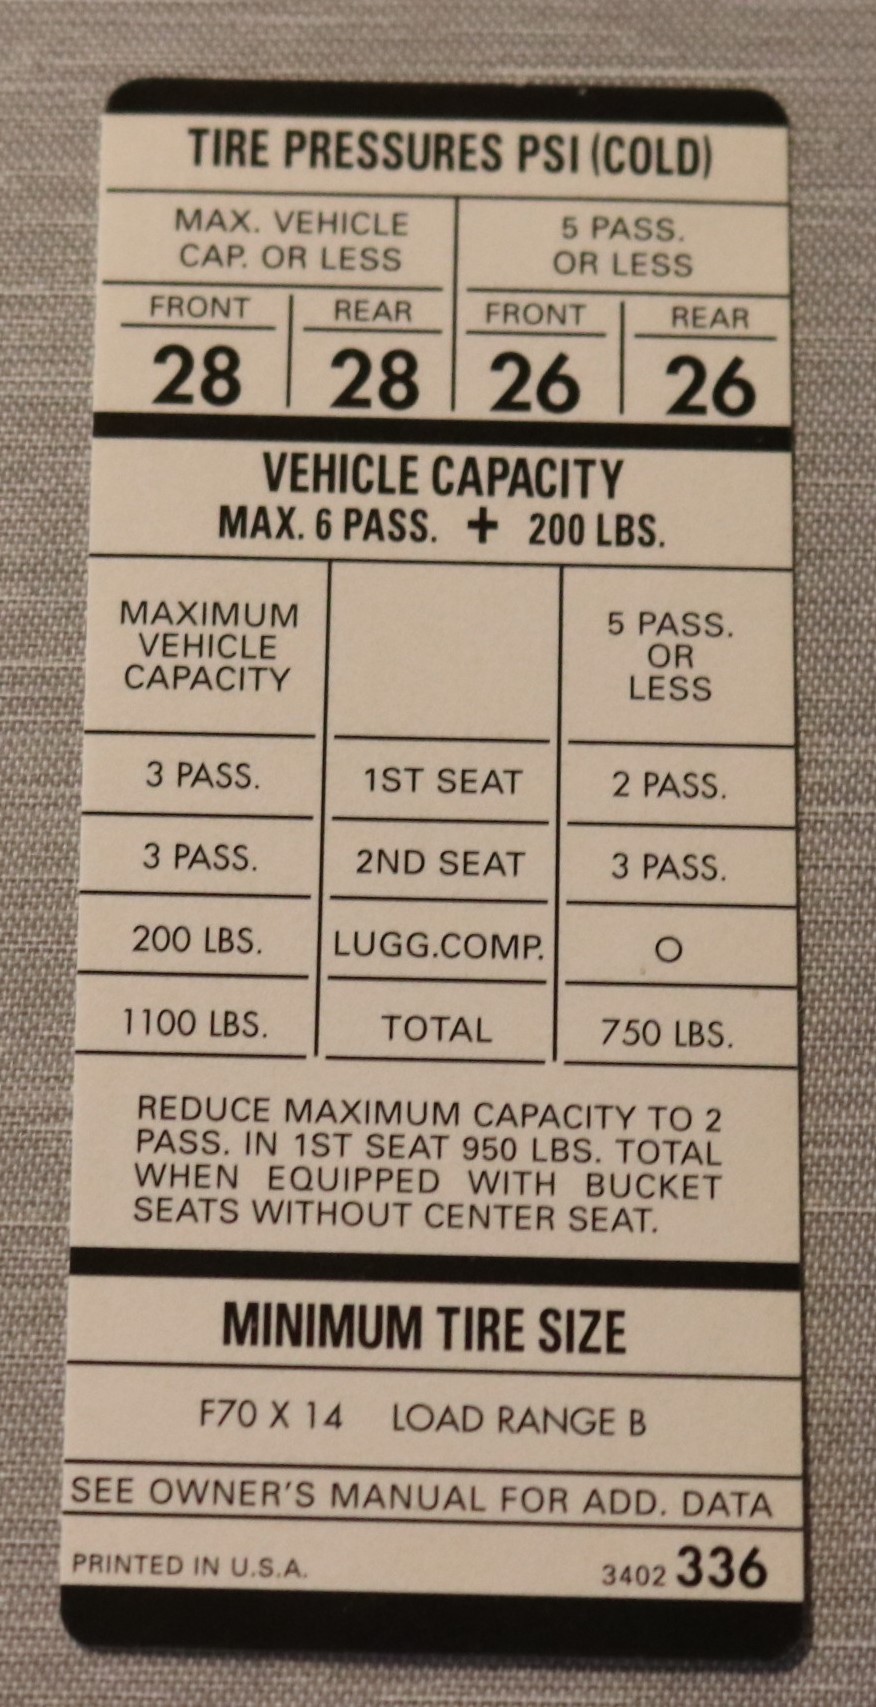 TIRE PRESSURES PSI (COLD)
MAX. VEHICLE
CAP. OR LESS
5 PASS.
OR LESS
FRONT REAR FRONT REAR
28 28 26 26
VEHICLE CAPACITY
MAX. 6 PASS. + 200 LBS.
MAXIMUM
VEHICLE
CAPACITY
5 PASS.
OR
LESS
3 PASS. 1ST SEAT 2 PASS.
3 PASS. 2ND SEAT 3 PASS.
200 LBS. LUGG.COMP. O
1100 LBS. TOTAL 750 LBS.
REDUCE MAXIMUM CAPACITY TO 2
PASS. IN 1ST SEAT 950 LBS. TOTAL
WHEN EQUIPPED WITH BUCKET
SEATS WITHOUT CENTER SEAT.
MINIMUM TIRE SIZE
F70 X 14 LOAD RANGE B
SEE OWNER'S MANUAL FOR ADD. DATA
PRINTED IN U.S.A. 3402 336